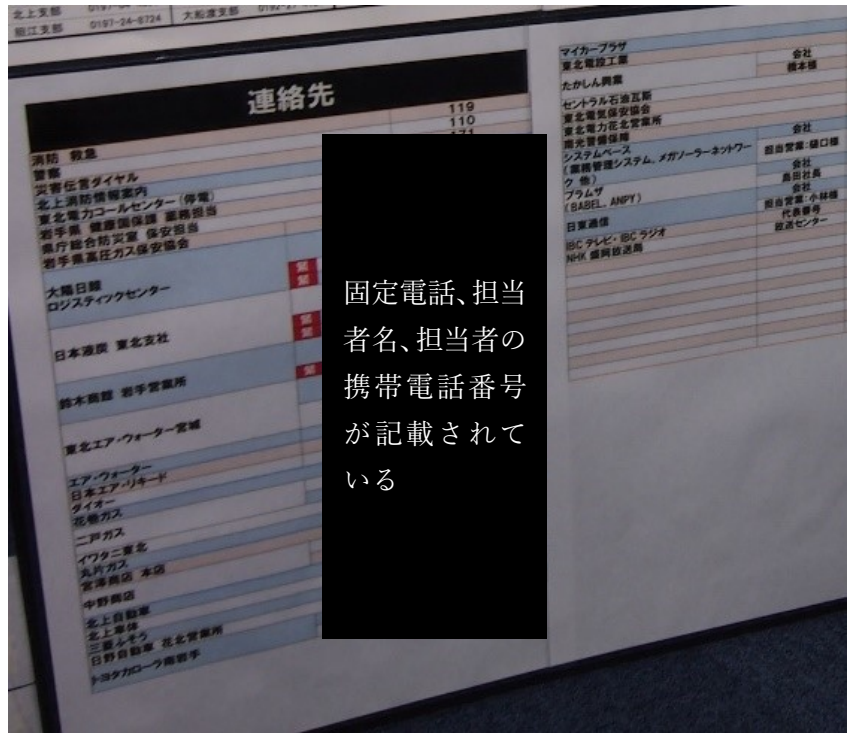 北上支部
胆江支部 0197-24-8724 大船渡支部
連絡先
消防 救急 119
警察 110
災害伝言ダイヤル 171
北上消防情報案内
東北電力コールセンター(停電)
岩手県 健康国保課 業務担当
県庁総合防災室 保安担当
岩手県高圧ガス保安協会
大陽日酸
ロジスティックセンター
日本液炭 東北支社
鈴木商館 岩手営業所
東北エア・ウォーター宮城
エア・ウォーター
日本エア・リキード
ダイオー
花巻ガス
二戸ガス
イワタニ東北
丸片ガス
宮澤商店 本店
中野商店
北上自動車
北上車体
三菱ふそう
日野自動車 花北営業所
トヨタカローラ南岩手
固定電話、担当
者名、担当者の
携帯電話番号
が記載されて
いる
マイカープラザ
東北電設工業 会社
橋本様
たかしん興業
セントラル石油瓦斯
東北電気保安協会
東北電力花北営業所
南光警備保障
システムベース 会社
(業務管理システム、メガソーラーネットワー 担当営業:樋口様
ク 他)
プラムザ 会社
(BABEL、ANPY) 島田社長
日東通信 会社
担当営業:小林様
IBC テレビ・IBC ラジオ 代表番号
NHK 盛岡放送局 放送センター